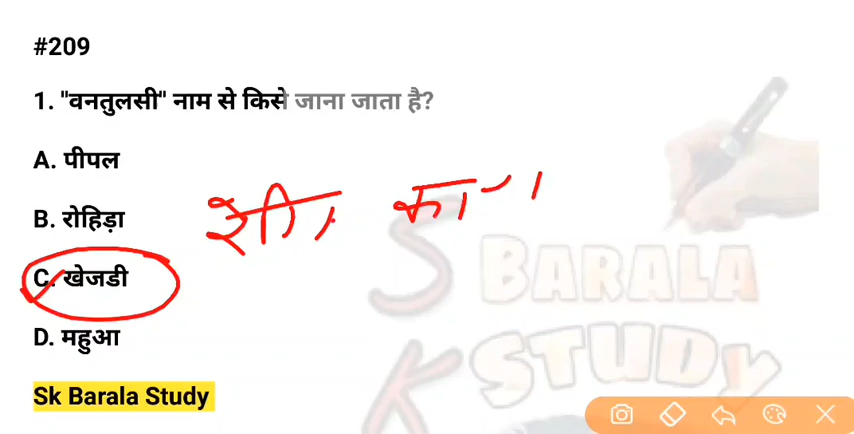 #209
1. "वनतुलसी" नाम से किसे जाना जाता है?
A. पीपल
B. रोहिड़ा
C. खेजडी
D. महुआ
Sk Barala Study
S BARALA
K STUDY